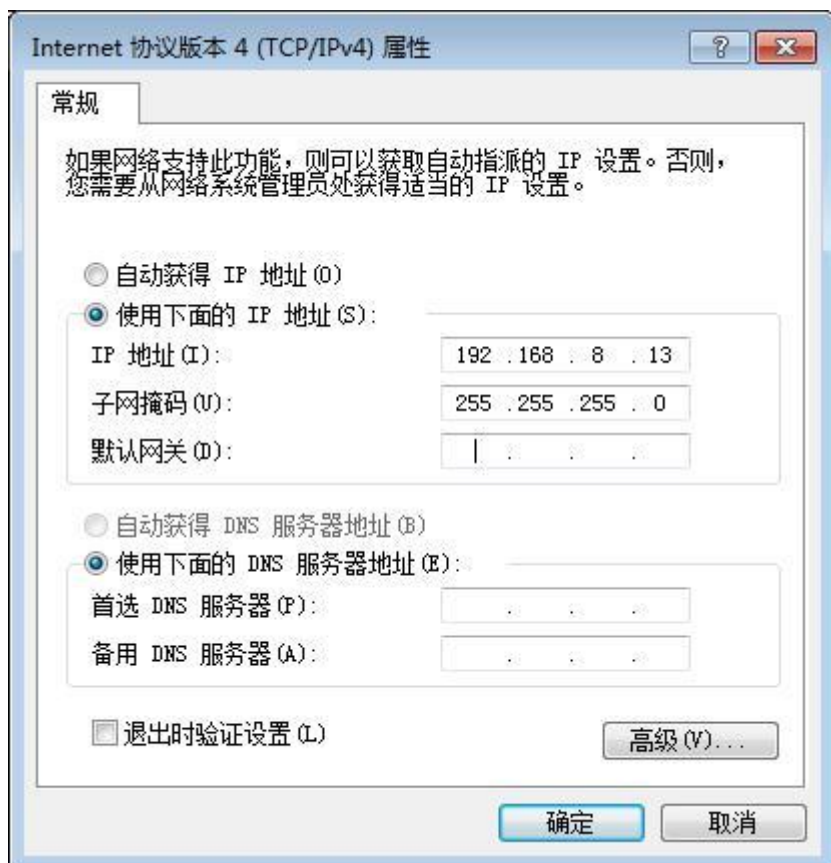 Internet 协议版本 4 (TCP/IPv4) 属性
常规
如果网络支持此功能，则可以获取自动指派的 IP 设置。否则，
您需要从网络系统管理员处获得适当的 IP 设置。
自动获得 IP 地址(O)
使用下面的 IP 地址(S):
IP 地址(I): 192 .168 . 8 . 13
子网掩码(U): 255 .255 .255 . 0
默认网关(D): . . .
自动获得 DNS 服务器地址(B)
使用下面的 DNS 服务器地址(E):
首选 DNS 服务器(P): . . .
备用 DNS 服务器(A): . . .
退出时验证设置(L)
高级(V)...
确定 取消